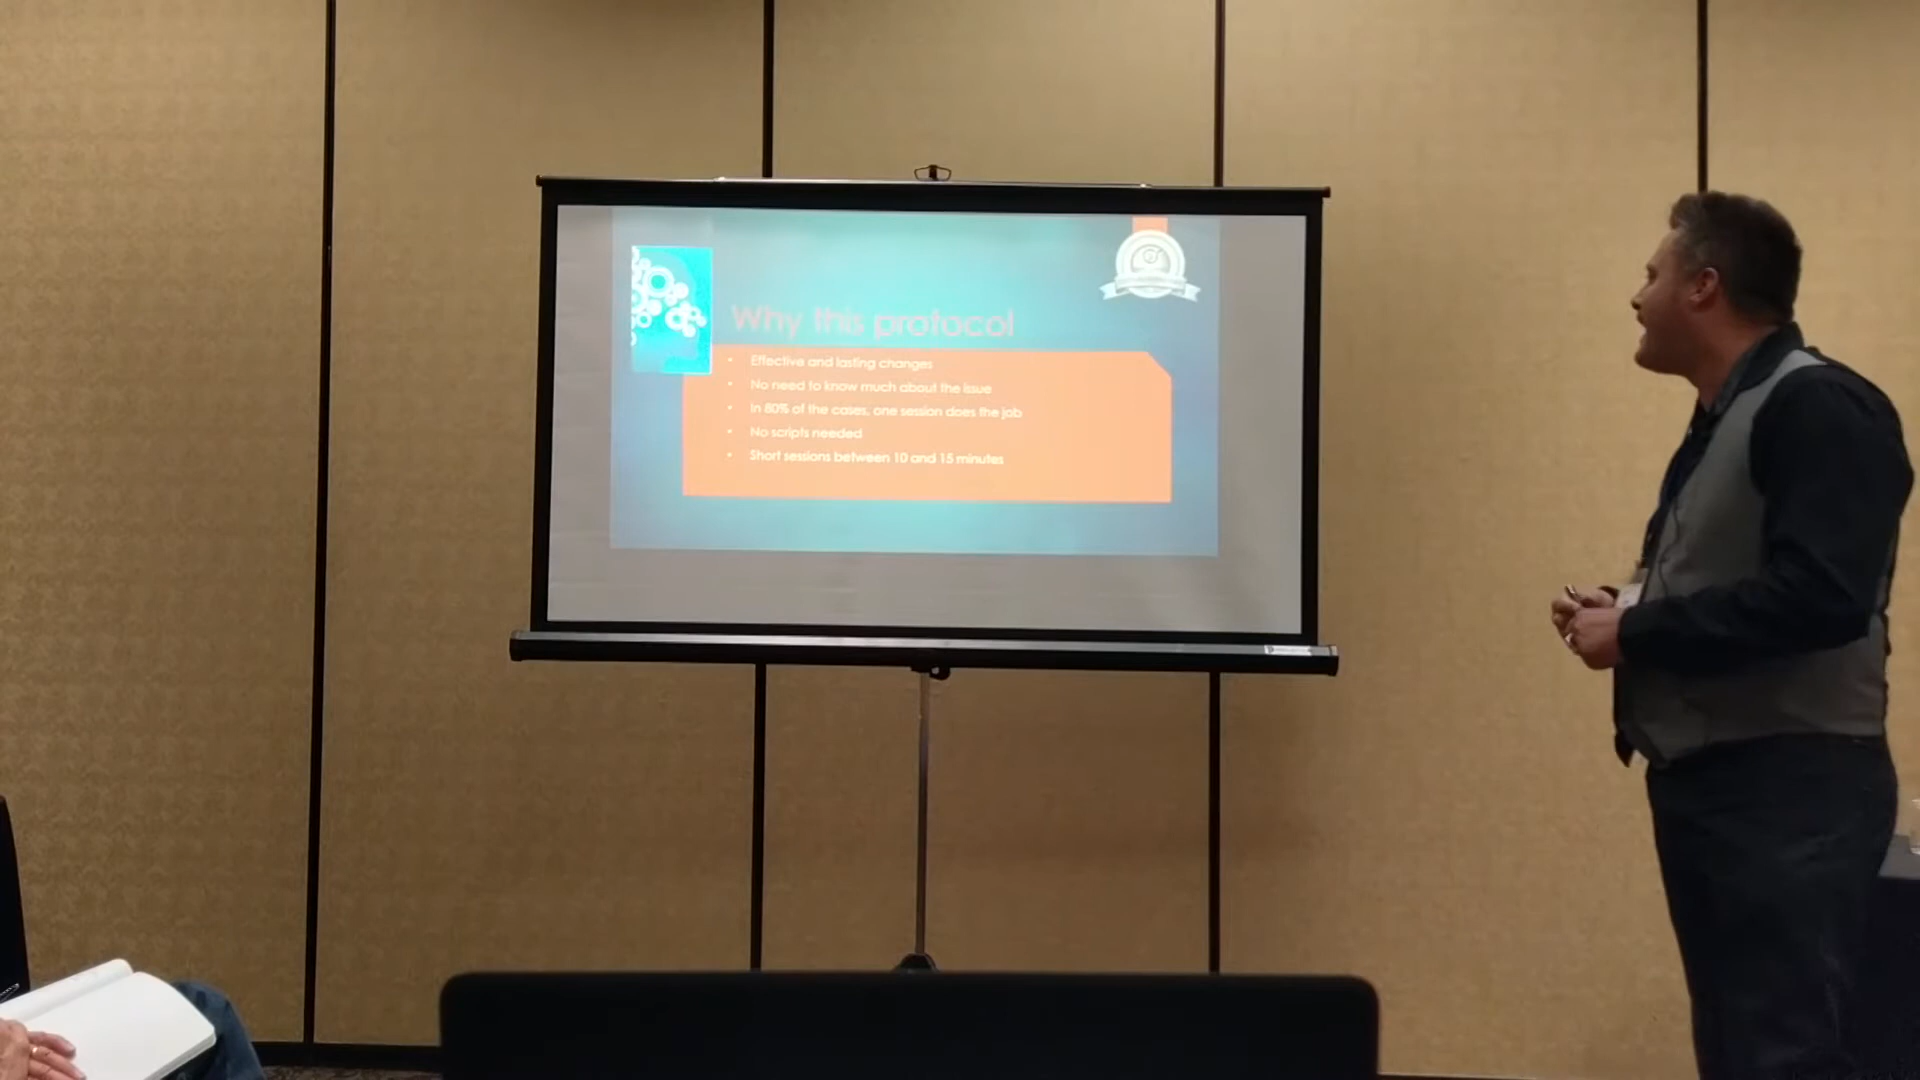 Why this protocol
• Effective and lasting changes
• No need to know much about the issue
• In 80% of the cases, one session does the job
• No scripts needed
• Short sessions between 10 and 15 minutes